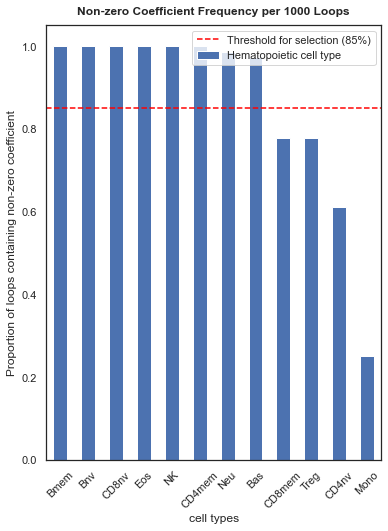 Non-zero Coefficient Frequency per 1000 Loops
Threshold for selection (85%)
Hematopoietic cell type
Proportion of loops containing non-zero coefficient
1.0
0.8
0.6
0.4
0.2
0.0
Bmem
Bnv
CD8nv
Eos
NK
CD4mem
Neu
Bas
CD8mem
Treg
CD4nv
Mono
cell types